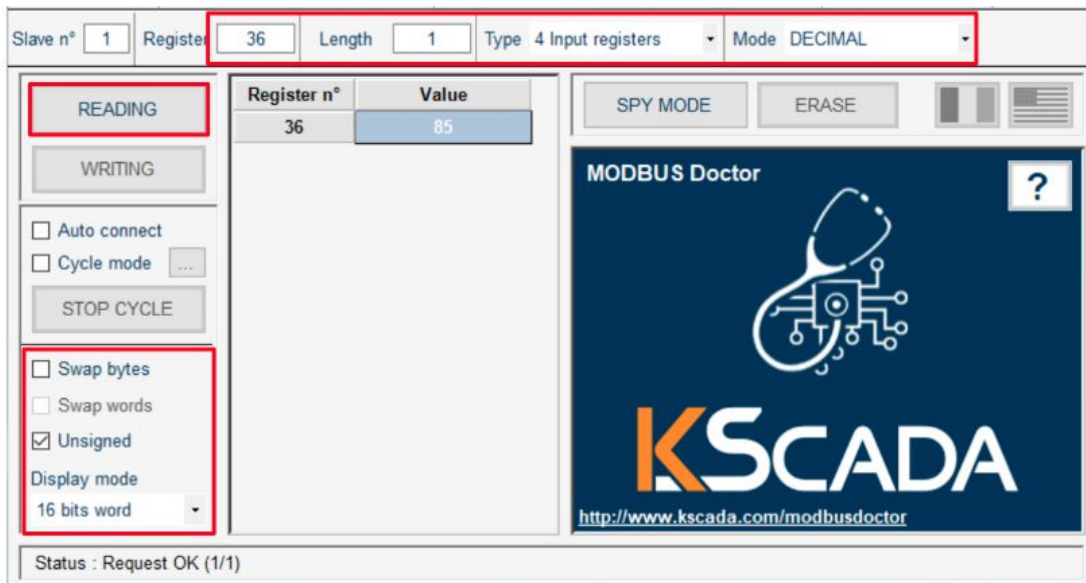 Slave n° 1 Register 36 Length 1 Type 4 Input registers Mode DECIMAL
READING
WRITING
Auto connect
Cycle mode ...
STOP CYCLE
Swap bytes
Swap words
Unsigned
Display mode
16 bits word
Register n° Value
36 85
SPY MODE ERASE
MODBUS Doctor ?
KSCADA
http://www.kscada.com/modbusdoctor
Status : Request OK (1/1)